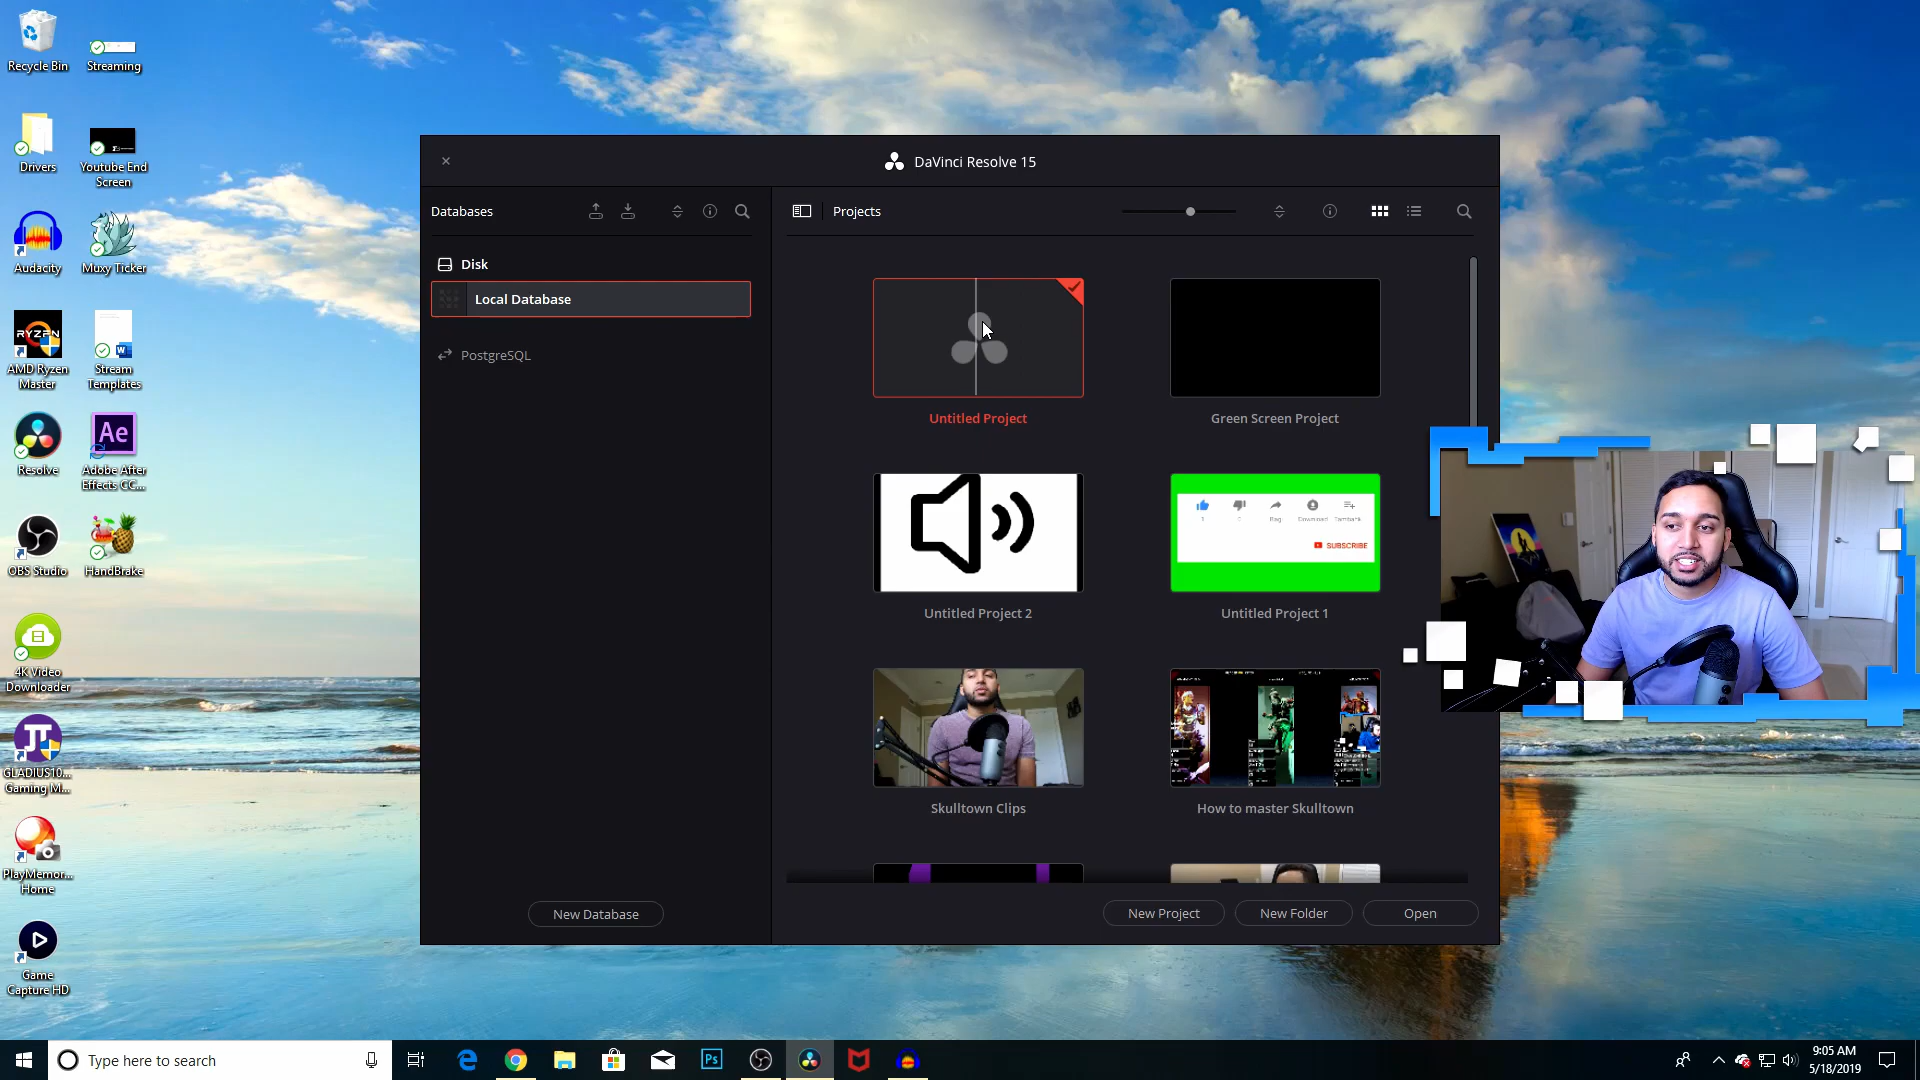 Recycle Bin
Streaming
Drivers
Youtube End
Screen
Audacity
Muxy Ticker
RYZEN
AMD Ryzen
Master
Stream
Templates
Resolve
Ae
Adobe After
Effects CC...
OBS Studio
HandBrake
4K Video
Downloader
GLADIUS10...
Gaming M...
PlayMemor...
Home
Game
Capture HD
DaVinci Resolve 15
Databases
Projects
Disk
Local Database
PostgreSQL
New Database
Untitled Project
Green Screen Project
Untitled Project 2
Download
SUBSCRIBE
Untitled Project 1
Skulltown Clips
How to master Skulltown
New Project
New Folder
Open
Type here to search
Ps
9:05 AM
5/18/2019